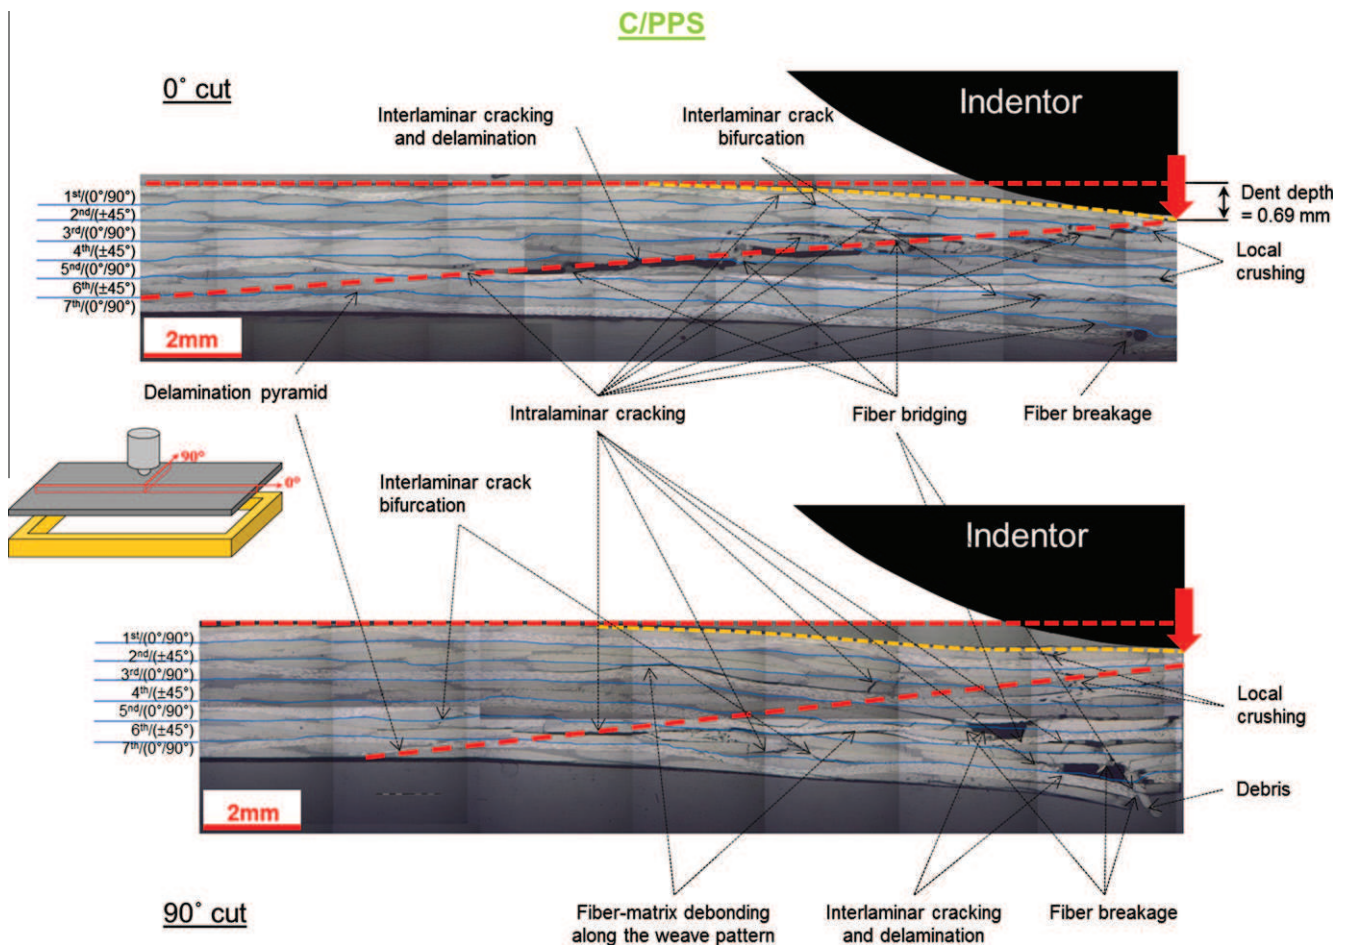 C/PPS
0˚ cut
Indentor
Interlaminar cracking
and delamination
Interlaminar crack
bifurcation
1st/(0°/90°)
2nd/(±45°)
3rd/(0°/90°)
4th/(±45°)
5nd/(0°/90°)
6th/(±45°)
7th/(0°/90°)
Dent depth
= 0.69 mm
Local
crushing
2mm
Delamination pyramid
Intralaminar cracking
Fiber bridging
Fiber breakage
90°
0°
Interlaminar crack
bifurcation
Indentor
1st/(0°/90°)
2nd/(±45°)
3rd/(0°/90°)
4th/(±45°)
5nd/(0°/90°)
6th/(±45°)
7th/(0°/90°)
Local
crushing
Debris
2mm
90˚ cut
Fiber-matrix debonding
along the weave pattern
Interlaminar cracking
and delamination
Fiber breakage